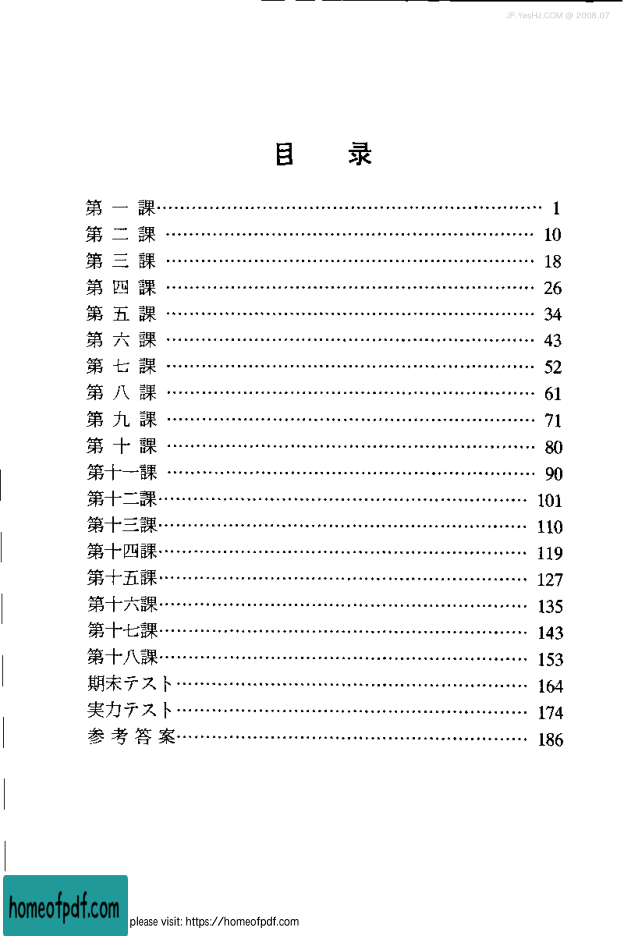 JP.YesHJ.COM @ 2008.07
目 录
第一課…………………………………………………………… 1
第二課 ………………………………………………………… 10
第三課 ………………………………………………………… 18
第四課 ………………………………………………………… 26
第五課 ………………………………………………………… 34
第六課 ………………………………………………………… 43
第七課 ………………………………………………………… 52
第八課 ………………………………………………………… 61
第九課 ………………………………………………………… 71
第十課 ………………………………………………………… 80
第十一課 ………………………………………………………… 90
第十二課………………………………………………………… 101
第十三課………………………………………………………… 110
第十四課………………………………………………………… 119
第十五課………………………………………………………… 127
第十六課………………………………………………………… 135
第十七課………………………………………………………… 143
第十八課………………………………………………………… 153
期末テスト……………………………………………………… 164
実力テスト……………………………………………………… 174
参考答案……………………………………………………… 186
homeofpdf.com
please visit: https://homeofpdf.com